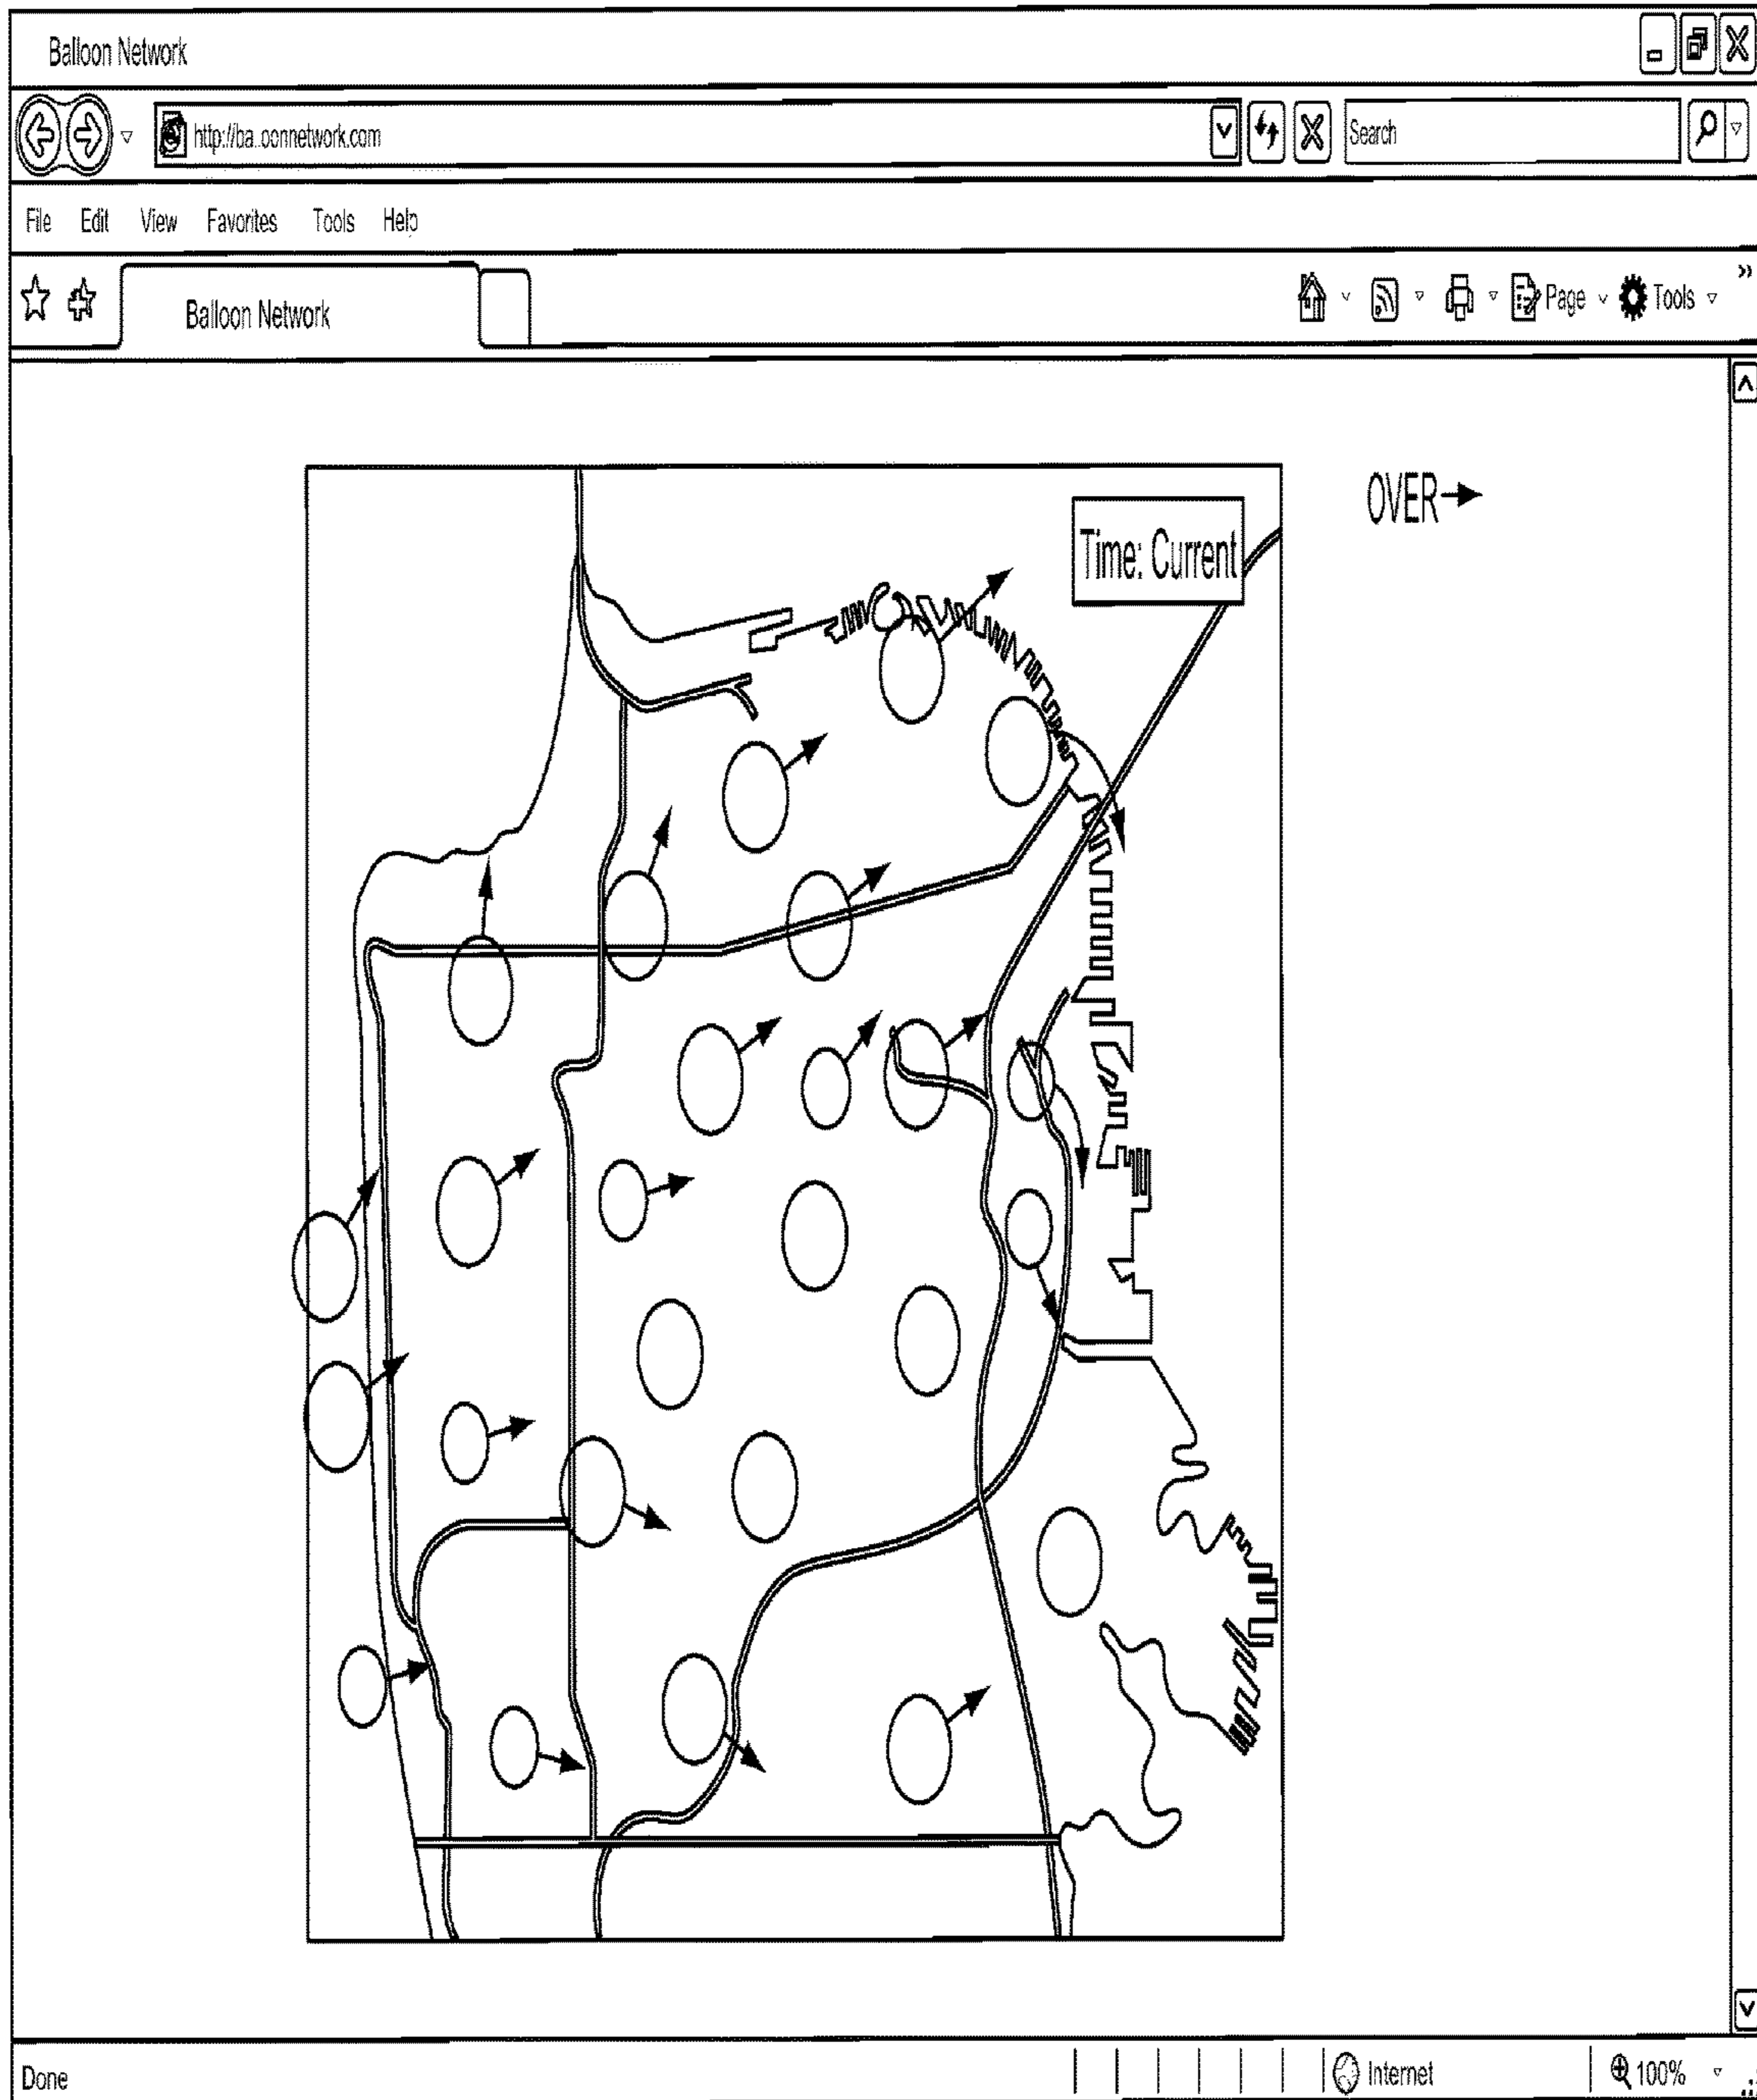 Balloon Network
http://ba.oonnetwork.com
Search
File Edit View Favorites Tools Help
Balloon Network
Page Tools »
OVER
Time: Current
Done
Internet
100%